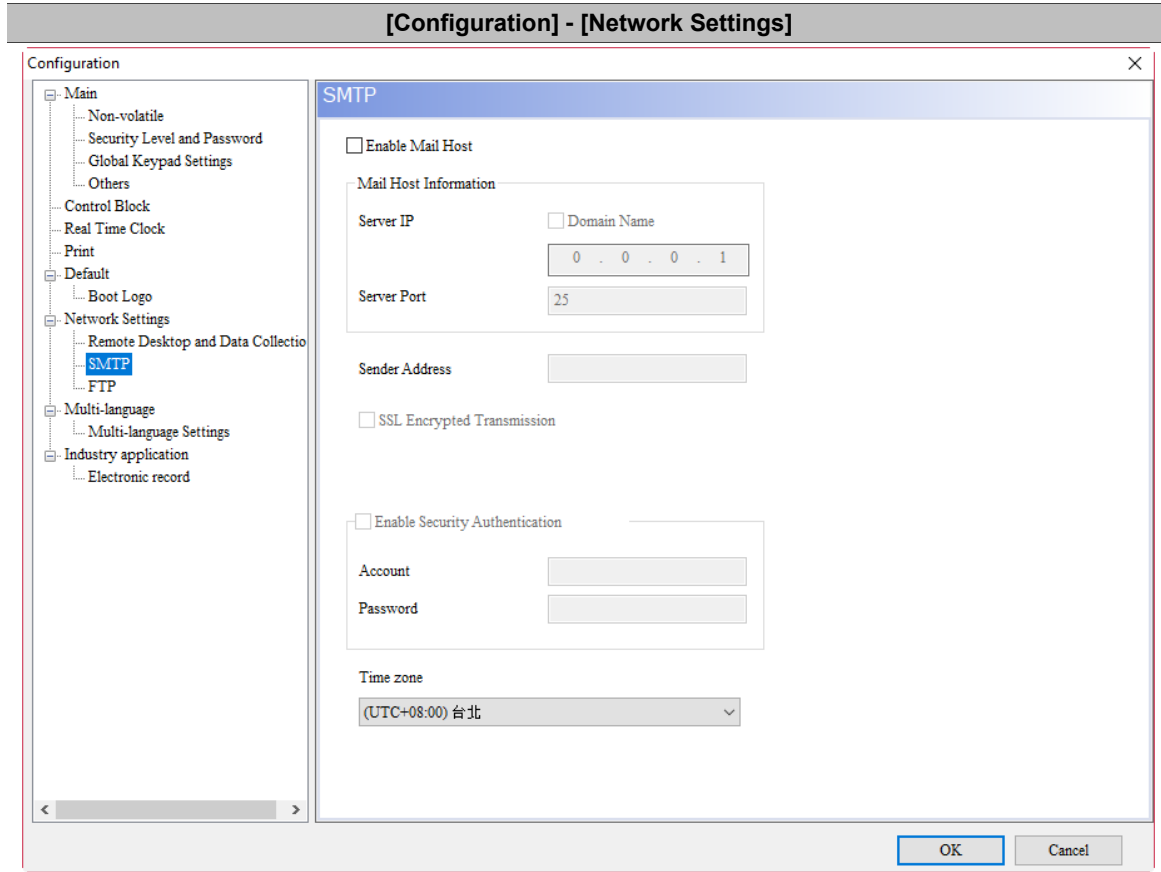 [Configuration] - [Network Settings]
Configuration
Main
Non-volatile
Security Level and Password
Global Keypad Settings
Others
Control Block
Real Time Clock
Print
Default
Boot Logo
Network Settings
Remote Desktop and Data Collectio
SMTP
FTP
Multi-language
Multi-language Settings
Industry application
Electronic record
SMTP
Enable Mail Host
Mail Host Information
Server IP
Domain Name
0 . 0 . 0 . 1
Server Port
25
Sender Address
SSL Encrypted Transmission
Enable Security Authentication
Account
Password
Time zone
(UTC+08:00) 台北
OK
Cancel